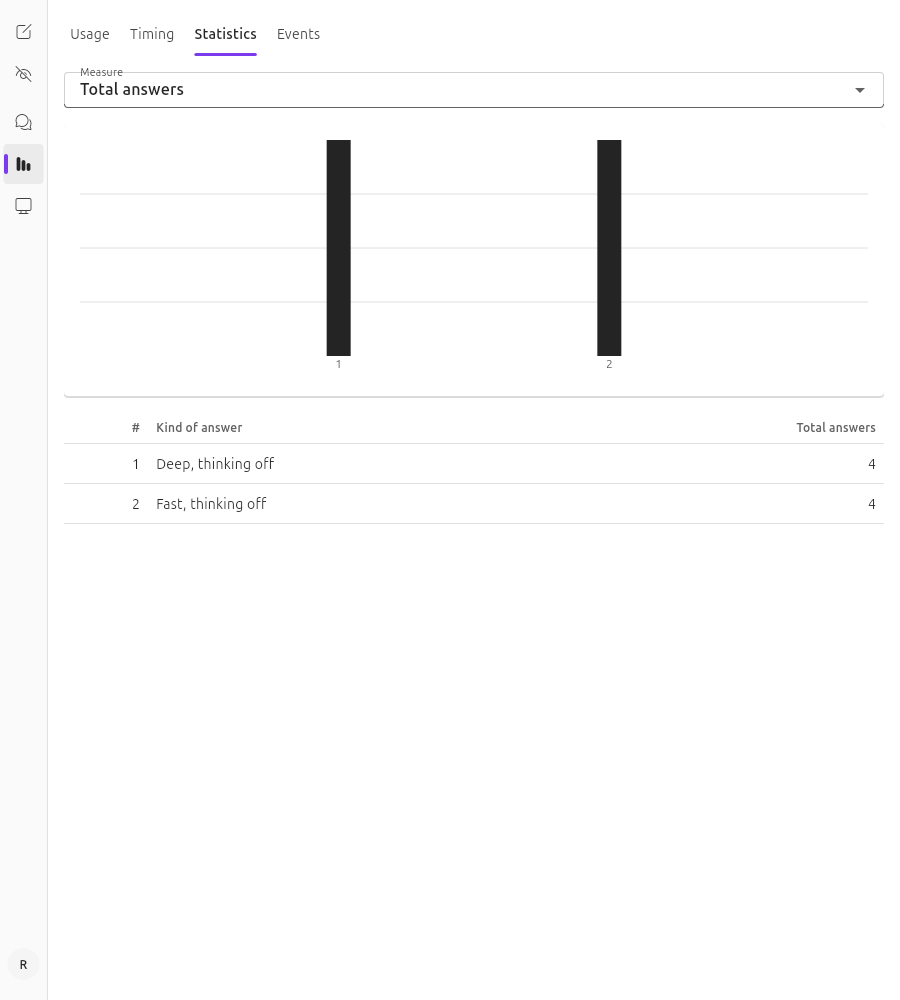 Usage Timing Statistics Events
Measure
Total answers
1 2
# Kind of answer Total answers
1 Deep, thinking off 4
2 Fast, thinking off 4
R